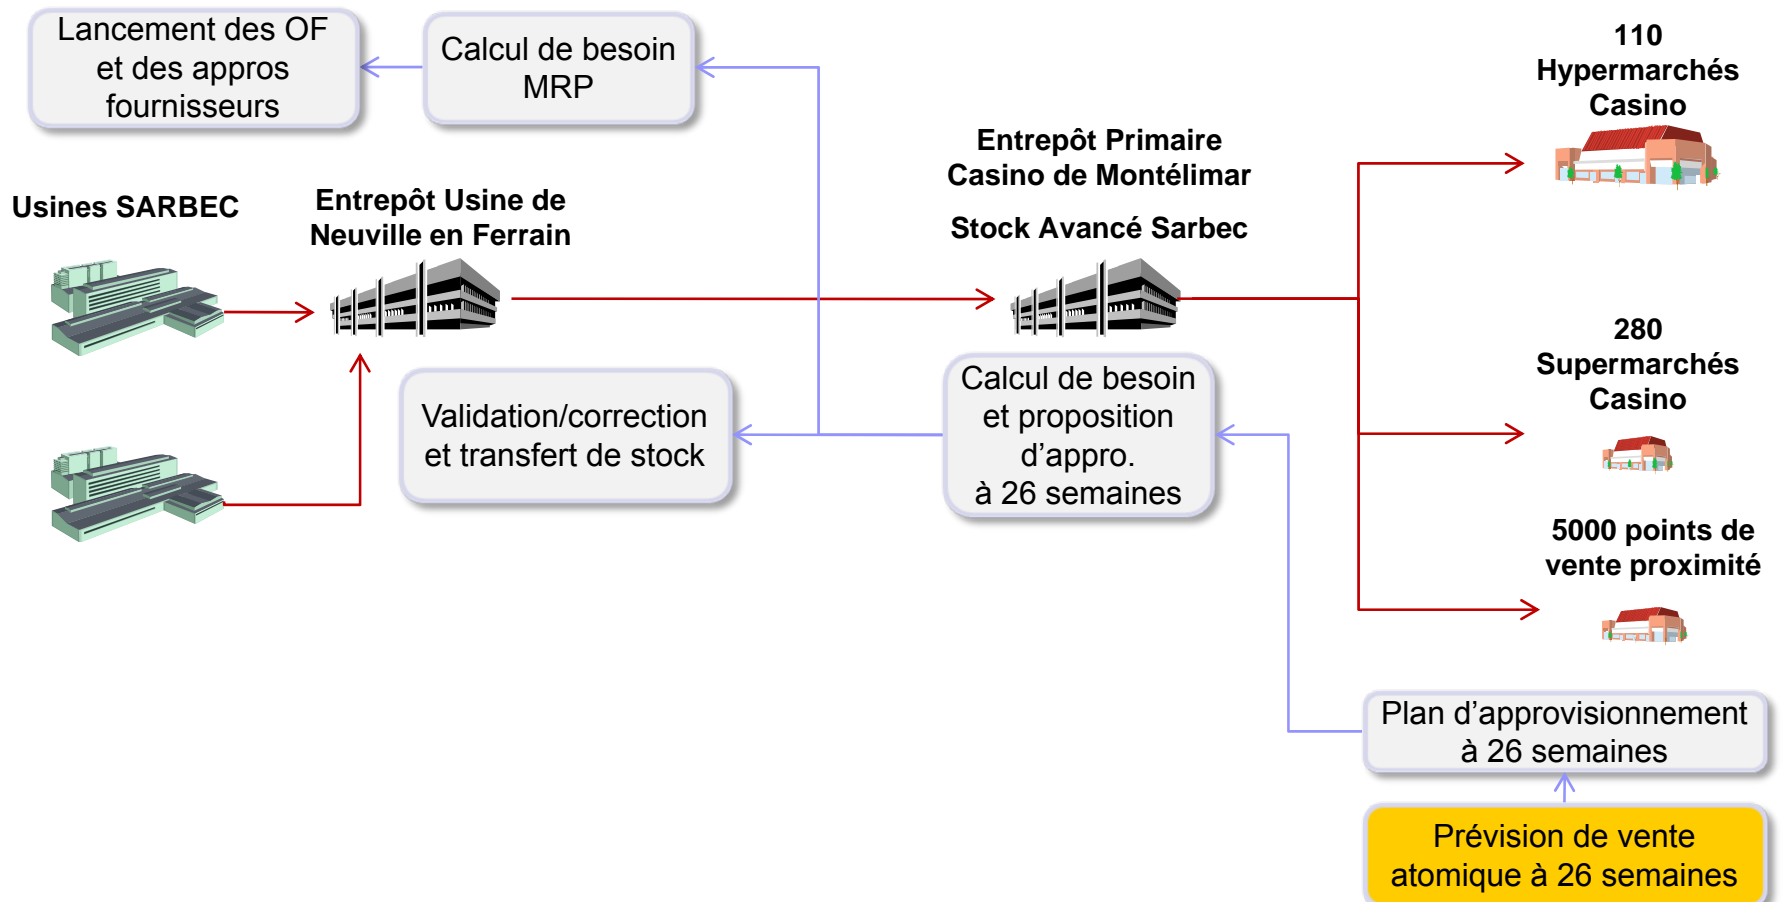 Lancement des OF
et des appros
fournisseurs
Calcul de besoin
MRP
110
Hypermarchés
Casino
Entrepôt Primaire
Casino de Montélimar
Stock Avancé Sarbec
Usines SARBEC
Entrepôt Usine de
Neuville en Ferrain
280
Supermarchés
Casino
Validation/correction
et transfert de stock
Calcul de besoin
et proposition
d’appro.
à 26 semaines
5000 points de
vente proximité
Plan d’approvisionnement
à 26 semaines
Prévision de vente
atomique à 26 semaines